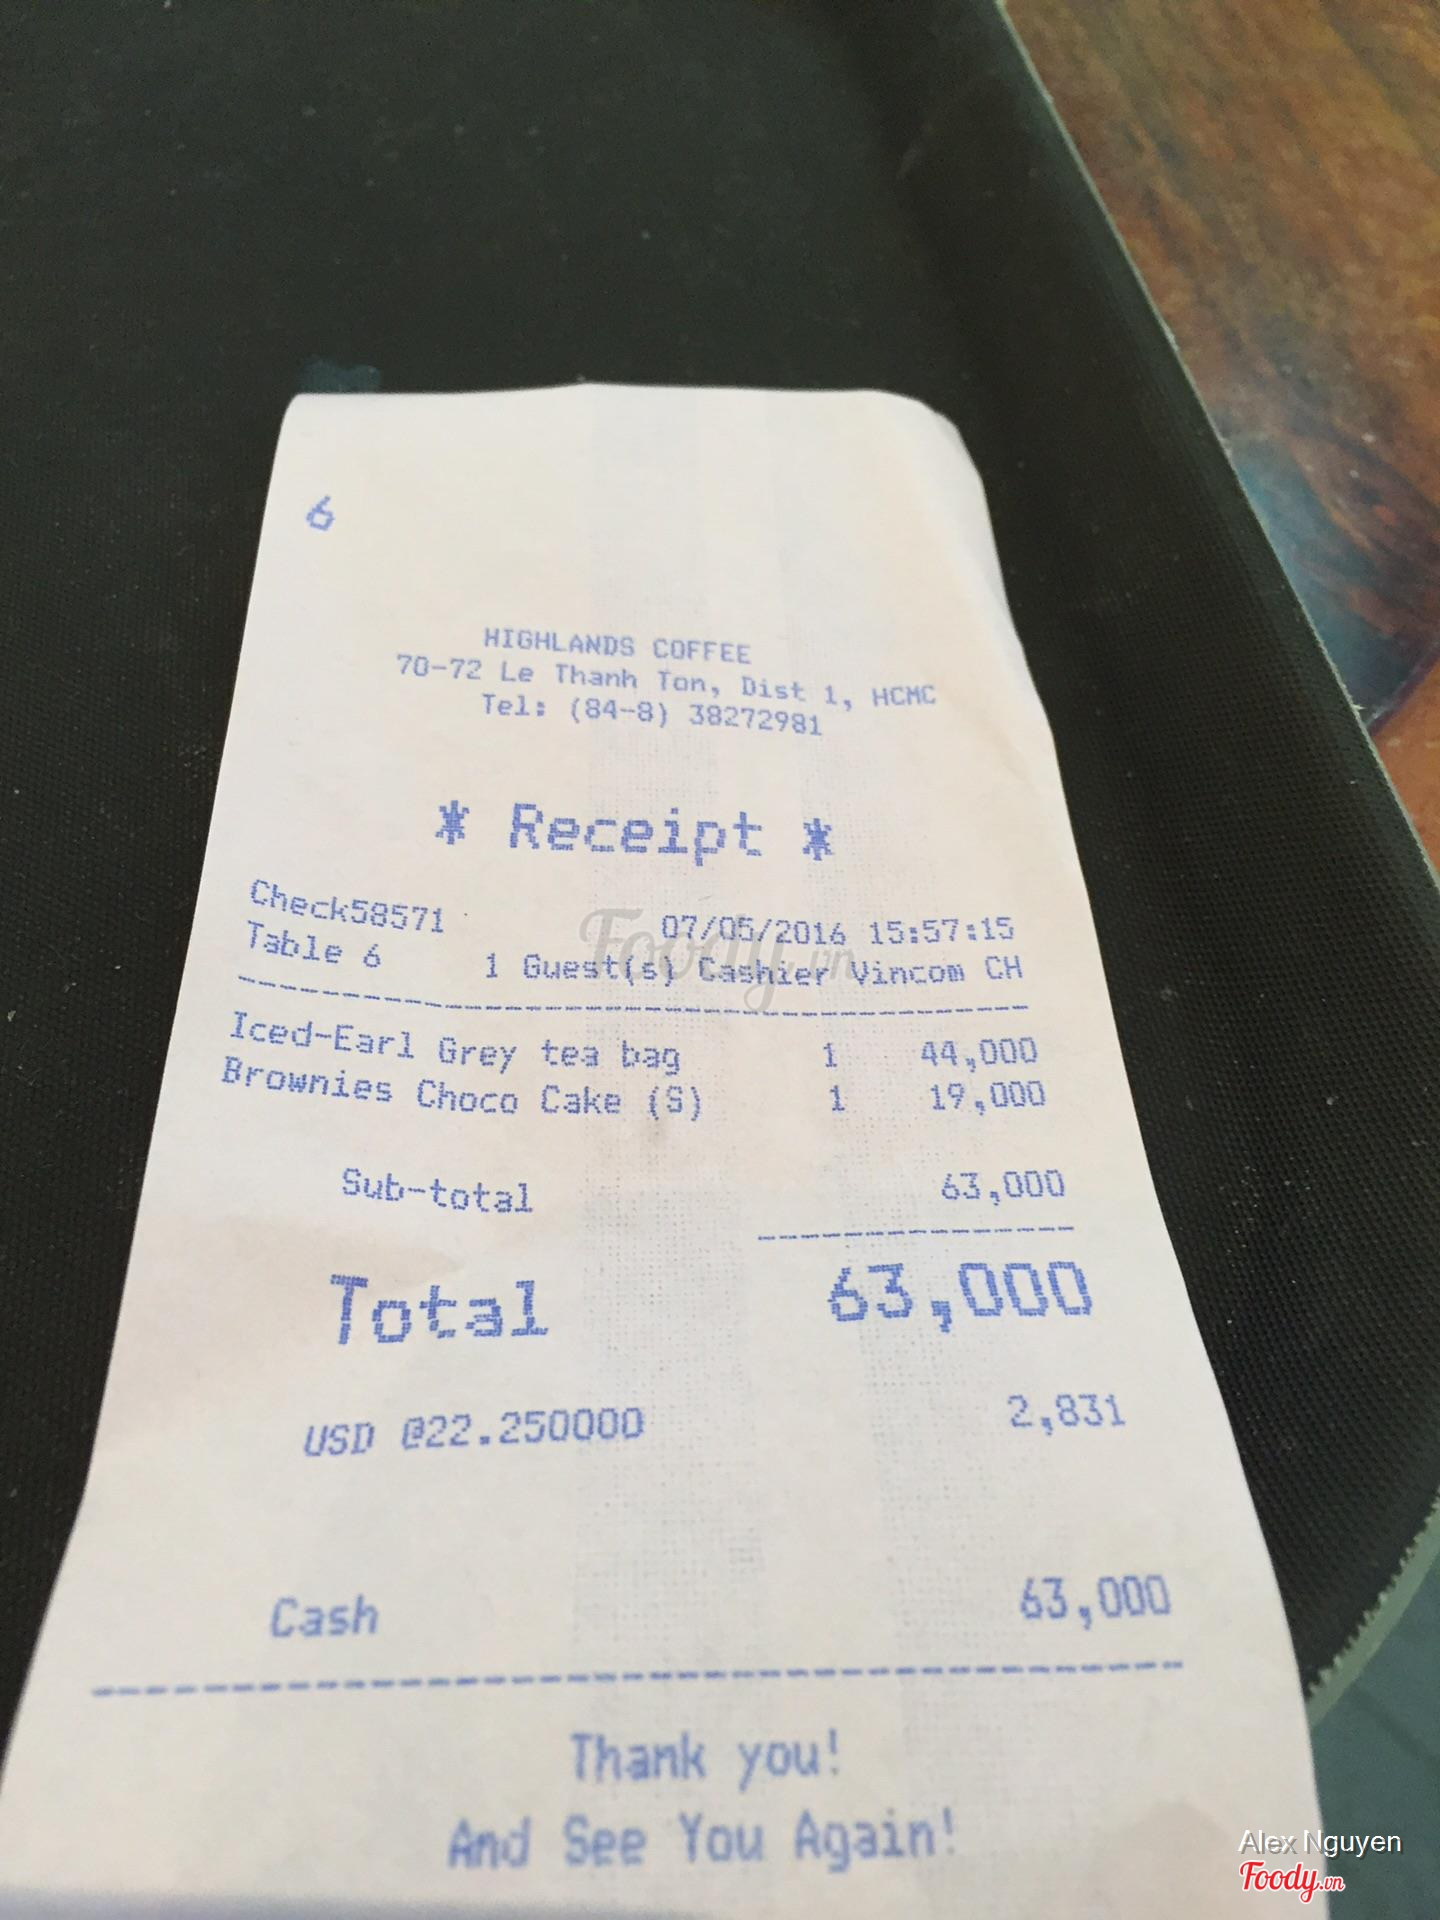 6
HIGHLANDS COFFEE
70-72 Le Thanh Ton, Dist 1, HCMC
Tel: (84-8) 38272981
* Receipt *
Check58571 07/05/2016 15:57:15
Table 6 1 Guest(s) Cashier Vincom CH
Iced-Earl Grey tea bag 1 44,000
Brownies Choco Cake (S) 1 19,000
Sub-total 63,000
Total 63,000
USD @22.250000 2,831
Cash 63,000
Thank you!
And See You Again!
Foody.vn
Alex Nguyen
Foody.vn